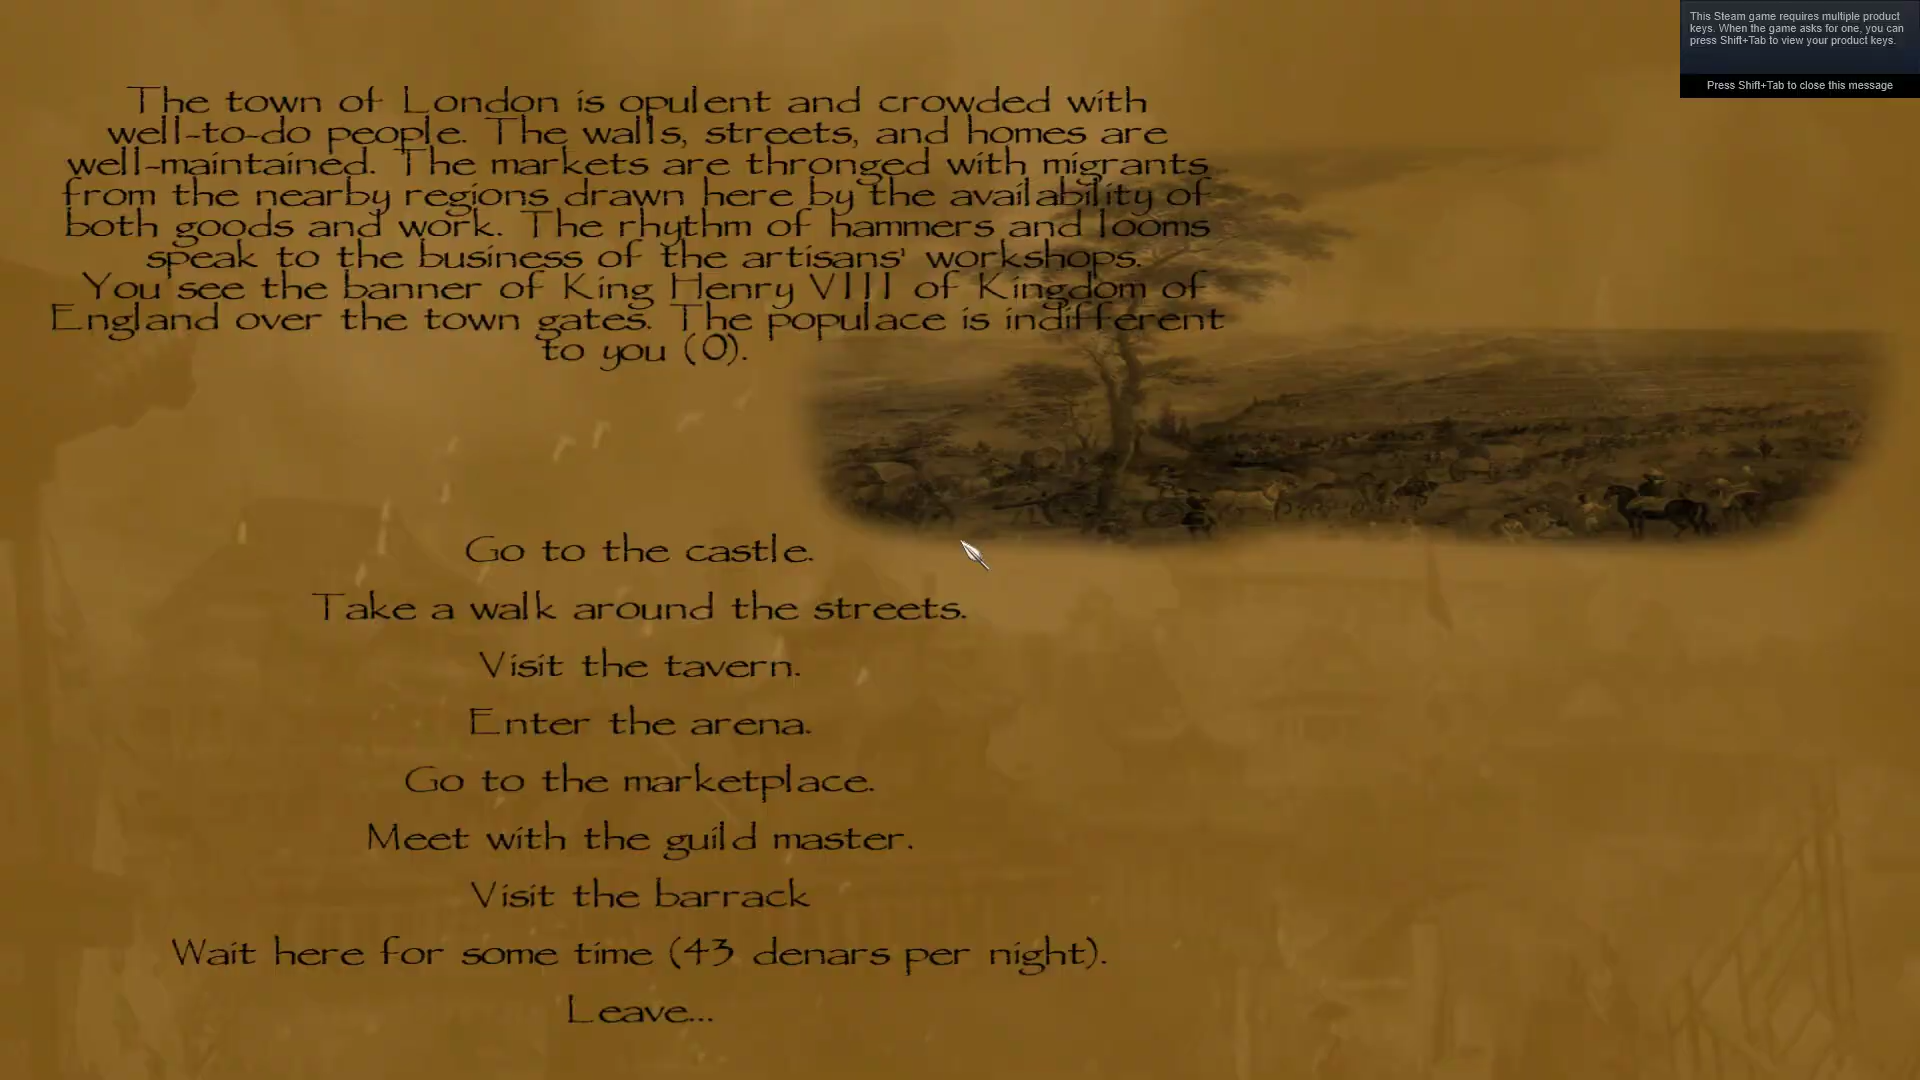 This Steam game requires multiple product
keys. When the game asks for one, you can
press Shift+Tab to view your product keys.
Press Shift+Tab to close this message
The town of London is opulent and crowded with
well-to-do people. The walls, streets, and homes are
well-maintained. The markets are thronged with migrants
from the nearby regions drawn here by the availability of
both goods and work. The rhythm of hammers and looms
speak to the business of the artisans' workshops.
You see the banner of King Henry VIII of Kingdom of
England over the town gates. The populace is indifferent
to you (0).
Go to the castle.
Take a walk around the streets.
Visit the tavern.
Enter the arena.
Go to the marketplace.
Meet with the guild master.
Visit the barrack
Wait here for some time (43 denars per night).
Leave...